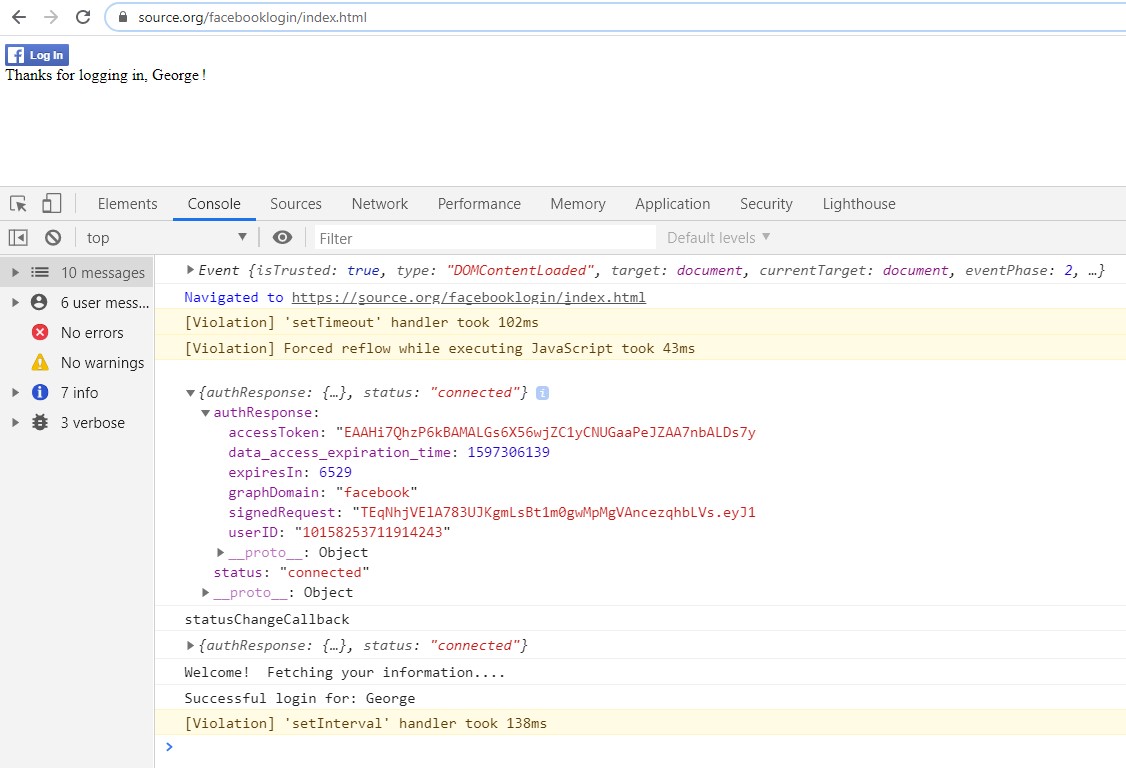 source.org/facebooklogin/index.html
f Log In
Thanks for logging in, George !
Elements Console Sources Network Performance Memory Application Security Lighthouse
top Filter Default levels
10 messages
6 user mess...
No errors
No warnings
7 info
3 verbose
Event {isTrusted: true, type: "DOMContentLoaded", target: document, currentTarget: document, eventPhase: 2, …}
Navigated to https://source.org/facebooklogin/index.html
[Violation] 'setTimeout' handler took 102ms
[Violation] Forced reflow while executing JavaScript took 43ms
{authResponse: {…}, status: "connected"} i
authResponse:
accessToken: "EAAHi7QhzP6kBAMALGs6X56wjZC1yCNUGaaPeJZAA7nbALDs7y
data_access_expiration_time: 1597306139
expiresIn: 6529
graphDomain: "facebook"
signedRequest: "TEqNhjVElA783UJKgmLsBt1m0gwMpMgVAncezqhbLVs.eyJ1
userID: "10158253711914243"
__proto__: Object
status: "connected"
__proto__: Object
statusChangeCallback
{authResponse: {…}, status: "connected"}
Welcome!  Fetching your information....
Successful login for: George
[Violation] 'setInterval' handler took 138ms